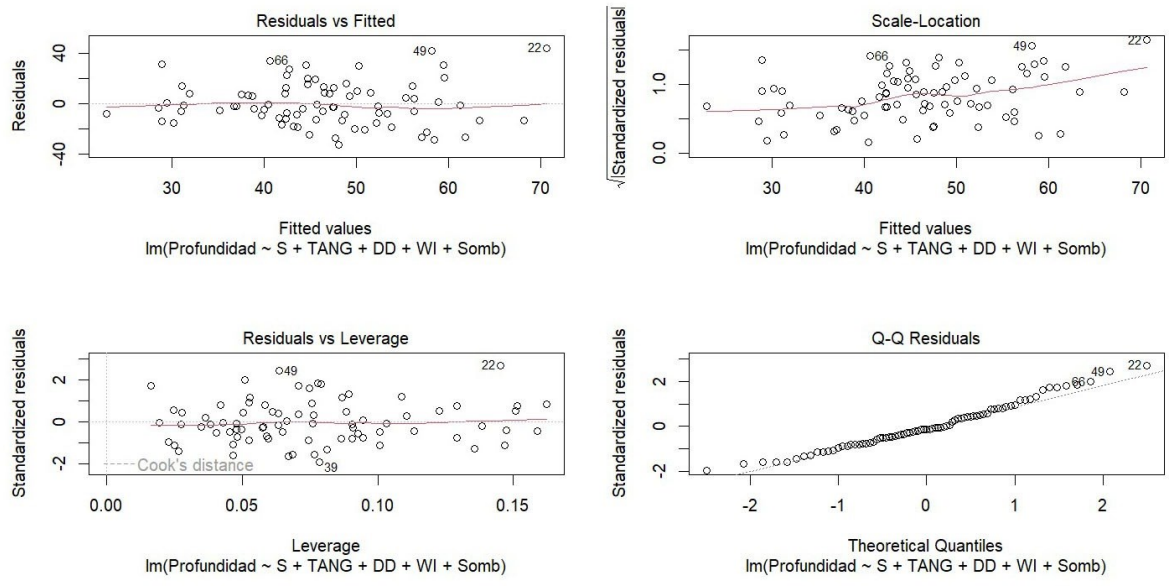 Residuals vs Fitted
Residuals
40
0
-40
66
49
22
30
40
50
60
70
Fitted values
lm(Profundidad ~ S + TANG + DD + WI + Somb)
Scale-Location
√|Standardized residuals|
1.0
0.0
66
49
22
30
40
50
60
70
Fitted values
lm(Profundidad ~ S + TANG + DD + WI + Somb)
Residuals vs Leverage
Standardized residuals
2
0
-2
49
22
39
Cook's distance
0.00
0.05
0.10
0.15
Leverage
lm(Profundidad ~ S + TANG + DD + WI + Somb)
Q-Q Residuals
Standardized residuals
2
0
-2
66
49
22
-2
-1
0
1
2
Theoretical Quantiles
lm(Profundidad ~ S + TANG + DD + WI + Somb)